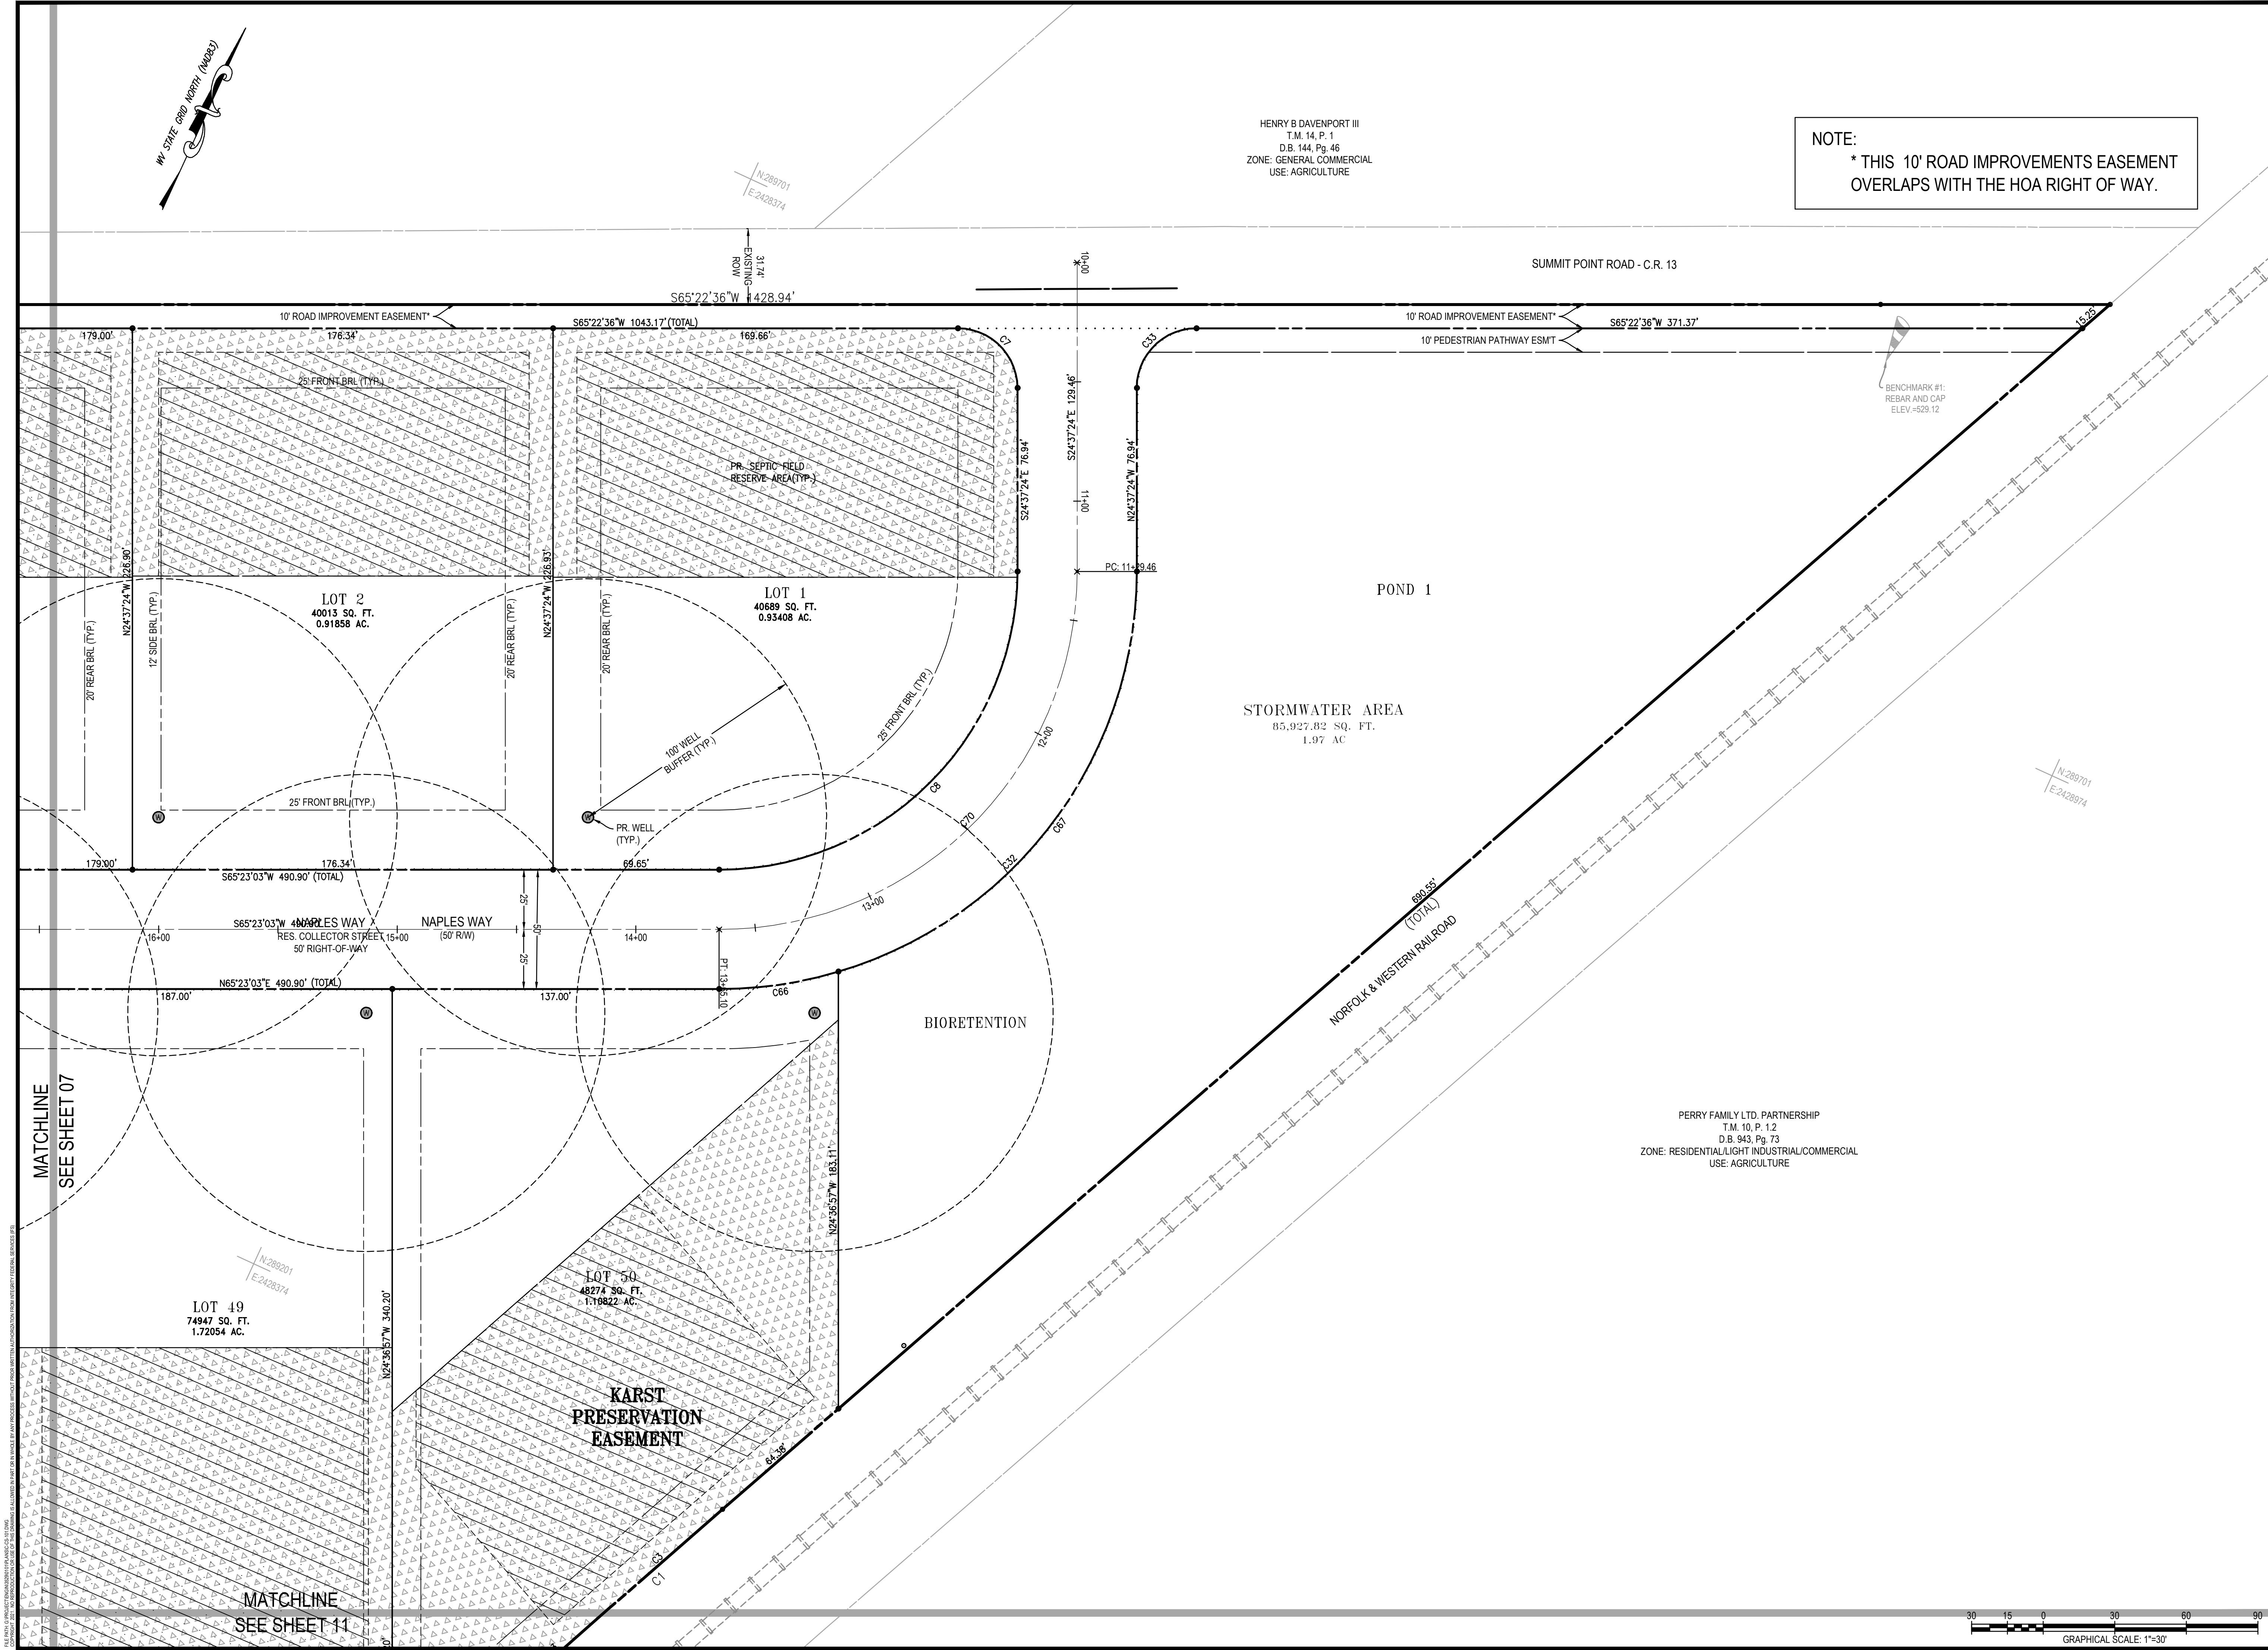 WV STATE GRID NORTH (NAD83)
HENRY B DAVENPORT III
T.M. 14, P. 1
D.B. 144, Pg. 46
ZONE: GENERAL COMMERCIAL
USE: AGRICULTURE
NOTE:
* THIS 10' ROAD IMPROVEMENTS EASEMENT
OVERLAPS WITH THE HOA RIGHT OF WAY.
N:289701
E:2428374
31.74'
EXISTING
ROW
10+00
SUMMIT POINT ROAD - C.R. 13
S65°22'36"W 1428.94'
10' ROAD IMPROVEMENT EASEMENT*
S65°22'36"W 1043.17'(TOTAL)
10' ROAD IMPROVEMENT EASEMENT*
S65°22'36"W 371.37'
15.25'
179.00'
176.34'
169.66'
C7
C33
10' PEDESTRIAN PATHWAY ESM'T
25' FRONT BRL (TYP.)
BENCHMARK #1:
REBAR AND CAP
ELEV.=529.12
PR. SEPTIC FIELD
RESERVE AREA(TYP.)
S24°37'24"E 76.94'
S24°37'24"E 129.46'
11+00
N24°37'24"W 76.94'
N24°37'24"W 226.90'
N24°37'24"W 226.93'
PC: 11+29.46
LOT 2
40013 SQ. FT.
0.91858 AC.
LOT 1
40689 SQ. FT.
0.93408 AC.
POND 1
20' REAR BRL (TYP.)
12' SIDE BRL (TYP.)
20' REAR BRL (TYP.)
20' REAR BRL (TYP.)
25' FRONT BRL (TYP.)
STORMWATER AREA
85,927.82 SQ. FT.
1.97 AC
12+00
100' WELL
BUFFER (TYP.)
N:289701
E:2428974
25' FRONT BRL (TYP.)
C8
W
W
PR. WELL
(TYP.)
C70
C67
C32
179.00'
176.34'
69.65'
S65°23'03"W 490.90' (TOTAL)
25'
50'
25'
13+00
690.55'
(TOTAL)
NORFOLK & WESTERN RAILROAD
S65°23'03"W 490.90'
NAPLES WAY
RES. COLLECTOR STREET
50' RIGHT-OF-WAY
NAPLES WAY
(50' R/W)
16+00
15+00
14+00
PT: 13+65.10
N65°23'03"E 490.90' (TOTAL)
187.00'
137.00'
C66
W
W
BIORETENTION
MATCHLINE
SEE SHEET 07
PERRY FAMILY LTD. PARTNERSHIP
T.M. 10, P. 1.2
D.B. 943, Pg. 73
ZONE: RESIDENTIAL/LIGHT INDUSTRIAL/COMMERCIAL
USE: AGRICULTURE
N24°36'57"W 183.11'
N:289201
E:2428374
LOT 50
48274 SQ. FT.
1.10822 AC.
LOT 49
74947 SQ. FT.
1.72054 AC.
N24°36'57"W 340.20'
KARST
PRESERVATION
EASEMENT
64.38'
C3
C1
MATCHLINE
SEE SHEET 11
30 15 0 30 60 90
GRAPHICAL SCALE: 1"=30'